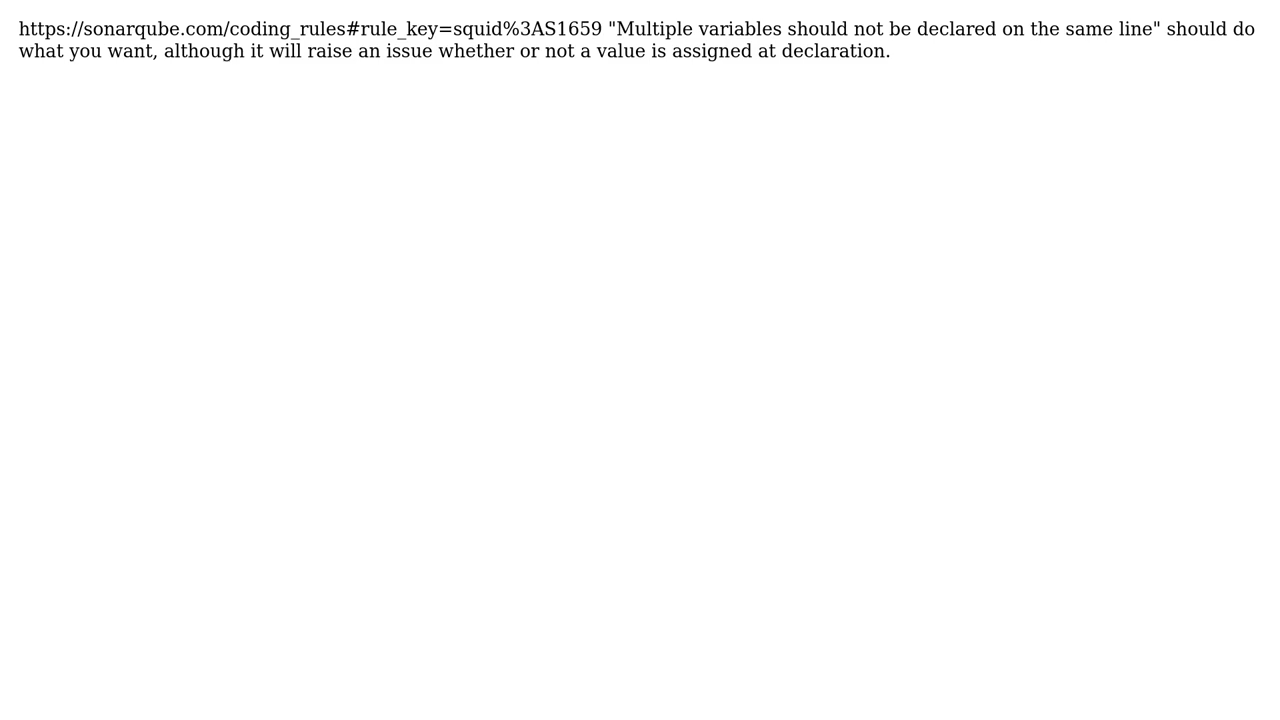 https://sonarqube.com/coding_rules#rule_key=squid%3AS1659 "Multiple variables should not be declared on the same line" should do
what you want, although it will raise an issue whether or not a value is assigned at declaration.